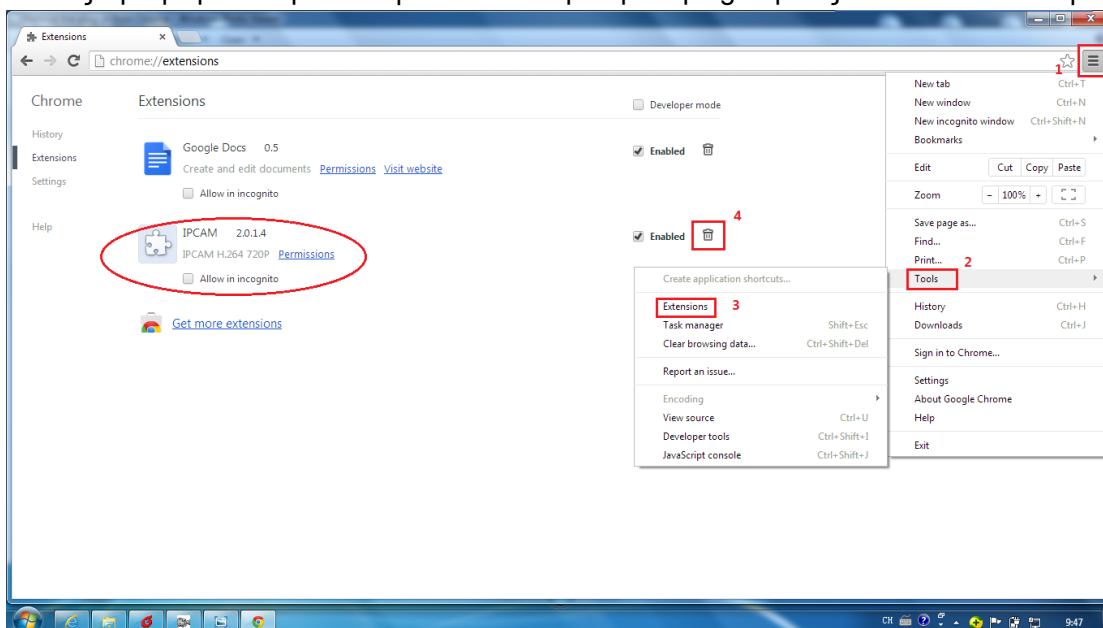 Extensions
chrome://extensions
1
Chrome
Extensions
Developer mode
History
Extensions
Settings
Help
Google Docs 0.5
Create and edit documents Permissions Visit website
Allow in incognito
Enabled
IPCAM 2.0.1.4
IPCAM H.264 720P Permissions
Allow in incognito
Enabled
4
Get more extensions
New tab Ctrl+T
New window Ctrl+N
New incognito window Ctrl+Shift+N
Bookmarks
Edit Cut Copy Paste
Zoom - 100% +
Save page as... Ctrl+S
Find... Ctrl+F
Print... Ctrl+P
2
Tools
History Ctrl+H
Downloads Ctrl+J
Sign in to Chrome...
Settings
About Google Chrome
Help
Exit
Create application shortcuts...
Extensions 3
Task manager Shift+Esc
Clear browsing data... Ctrl+Shift+Del
Report an issue...
Encoding
View source Ctrl+U
Developer tools Ctrl+Shift+I
JavaScript console Ctrl+Shift+J
CH
9:47